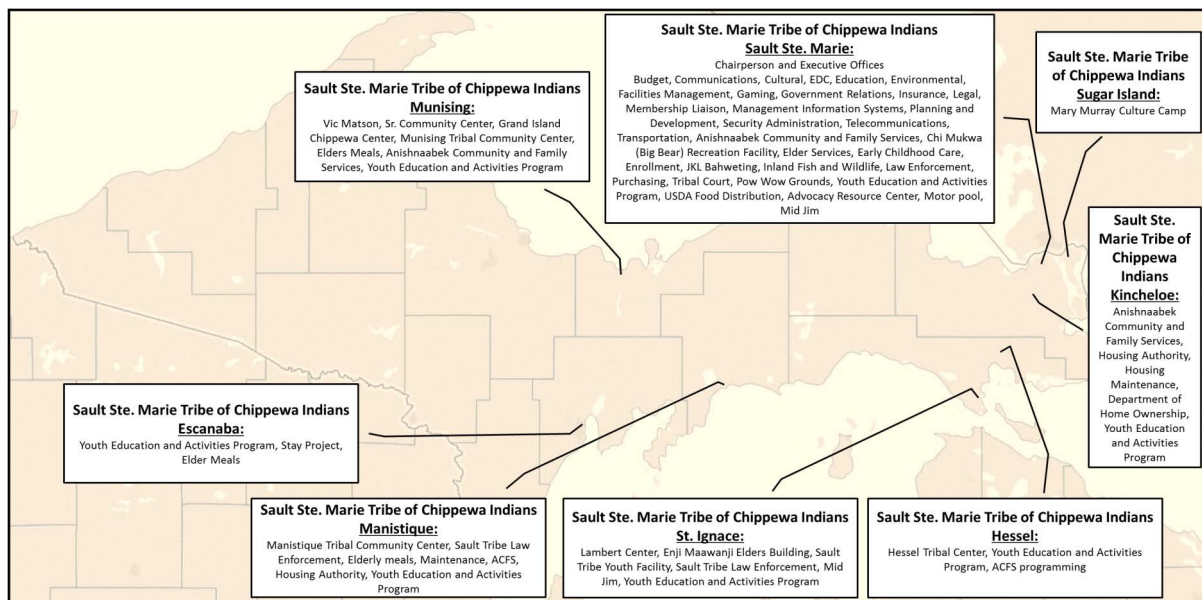 Sault Ste. Marie Tribe of Chippewa Indians
Sault Ste. Marie:
Chairperson and Executive Offices
Budget, Communications, Cultural, EDC, Education, Environmental,
Facilities Management, Gaming, Government Relations, Insurance, Legal,
Membership Liaison, Management Information Systems, Planning and
Development, Security Administration, Telecommunications,
Transportation, Anishnaabek Community and Family Services, Chi Mukwa
(Big Bear) Recreation Facility, Elder Services, Early Childhood Care,
Enrollment, JKL Bahweting, Inland Fish and Wildlife, Law Enforcement,
Purchasing, Tribal Court, Pow Wow Grounds, Youth Education and Activities
Program, USDA Food Distribution, Advocacy Resource Center, Motor pool,
Mid Jim
Sault Ste. Marie Tribe
of Chippewa Indians
Sugar Island:
Mary Murray Culture Camp
Sault Ste. Marie Tribe of Chippewa Indians
Munising:
Vic Matson, Sr. Community Center, Grand Island
Chippewa Center, Munising Tribal Community Center,
Elders Meals, Anishnaabek Community and Family
Services, Youth Education and Activities Program
Sault Ste.
Marie Tribe of
Chippewa
Indians
Kincheloe:
Anishnaabek
Community and
Family Services,
Housing Authority,
Housing
Maintenance,
Department of
Home Ownership,
Youth Education
and Activities
Program
Sault Ste. Marie Tribe of Chippewa Indians
Escanaba:
Youth Education and Activities Program, Stay Project,
Elder Meals
Sault Ste. Marie Tribe of Chippewa Indians
Manistique:
Manistique Tribal Community Center, Sault Tribe Law
Enforcement, Elderly meals, Maintenance, ACFS,
Housing Authority, Youth Education and Activities
Program
Sault Ste. Marie Tribe of Chippewa Indians
St. Ignace:
Lambert Center, Enji Maawanji Elders Building, Sault
Tribe Youth Facility, Sault Tribe Law Enforcement, Mid
Jim, Youth Education and Activities Program
Sault Ste. Marie Tribe of Chippewa Indians
Hessel:
Hessel Tribal Center, Youth Education and Activities
Program, ACFS programming